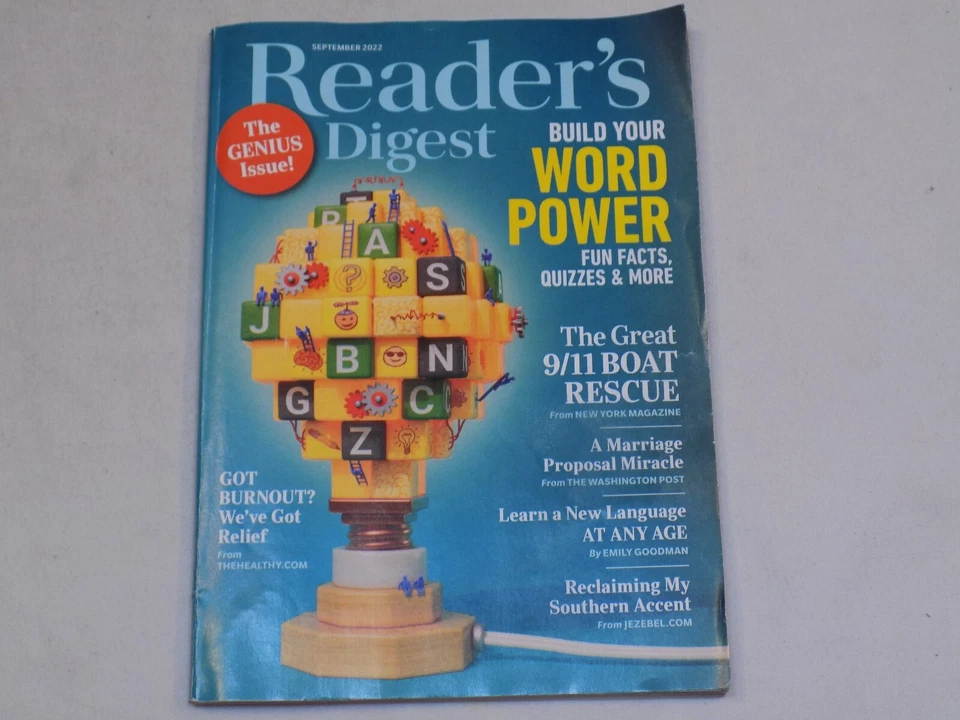 SEPTEMBER 2022
Reader's
Digest
The
GENIUS
Issue!
BUILD YOUR
WORD
POWER
FUN FACTS,
QUIZZES & MORE
The Great
9/11 BOAT
RESCUE
From NEW YORK MAGAZINE
A Marriage
Proposal Miracle
From THE WASHINGTON POST
Learn a New Language
AT ANY AGE
By EMILY GOODMAN
Reclaiming My
Southern Accent
From JEZEBEL.COM
GOT
BURNOUT?
We've Got
Relief
From
THEHEALTHY.COM
T
R
A
?
S
J
B
N
G
C
Z